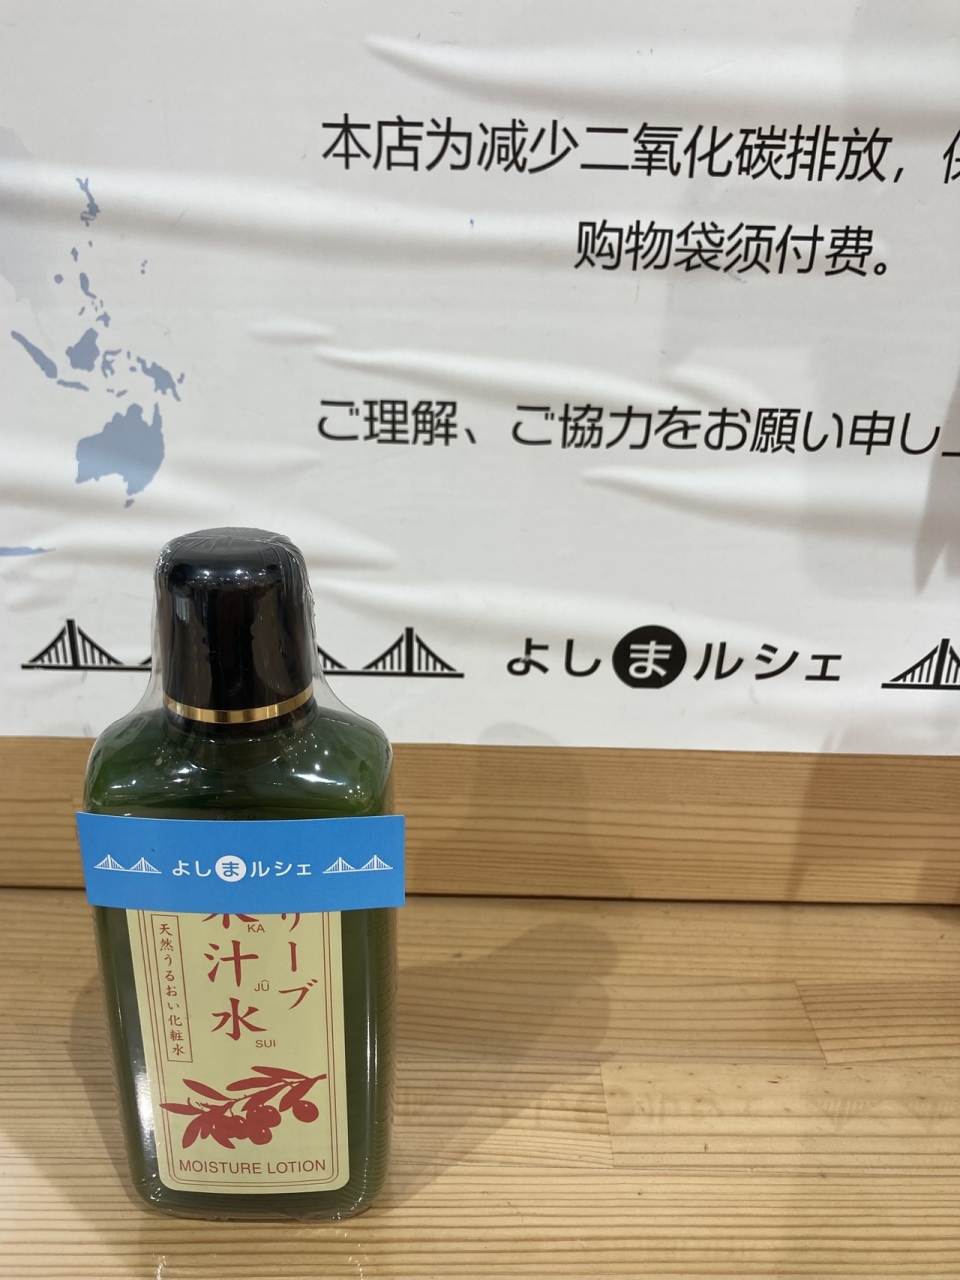 本店为减少二氧化碳排放，
购物袋须付费。
ご理解、ご協力をお願い申し
よしまルシェ
よしまルシェ
リーブ
果汁水
KA
JŪ
SUI
天然うるおい化粧水
MOISTURE LOTION